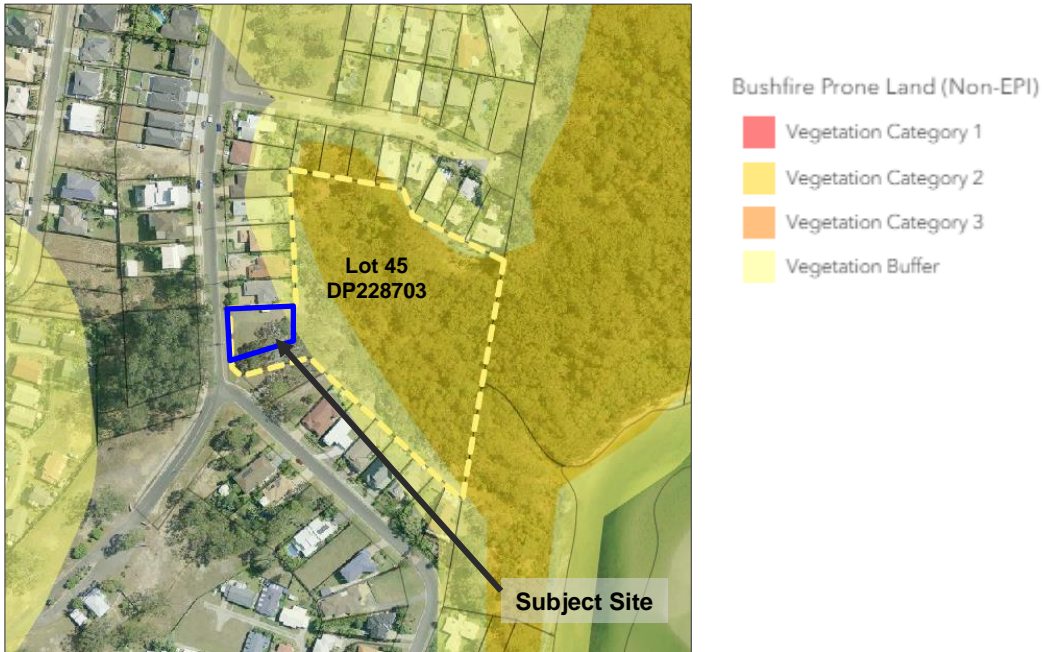 Lot 45
DP228703
Subject Site
Bushfire Prone Land (Non-EPI)
Vegetation Category 1
Vegetation Category 2
Vegetation Category 3
Vegetation Buffer